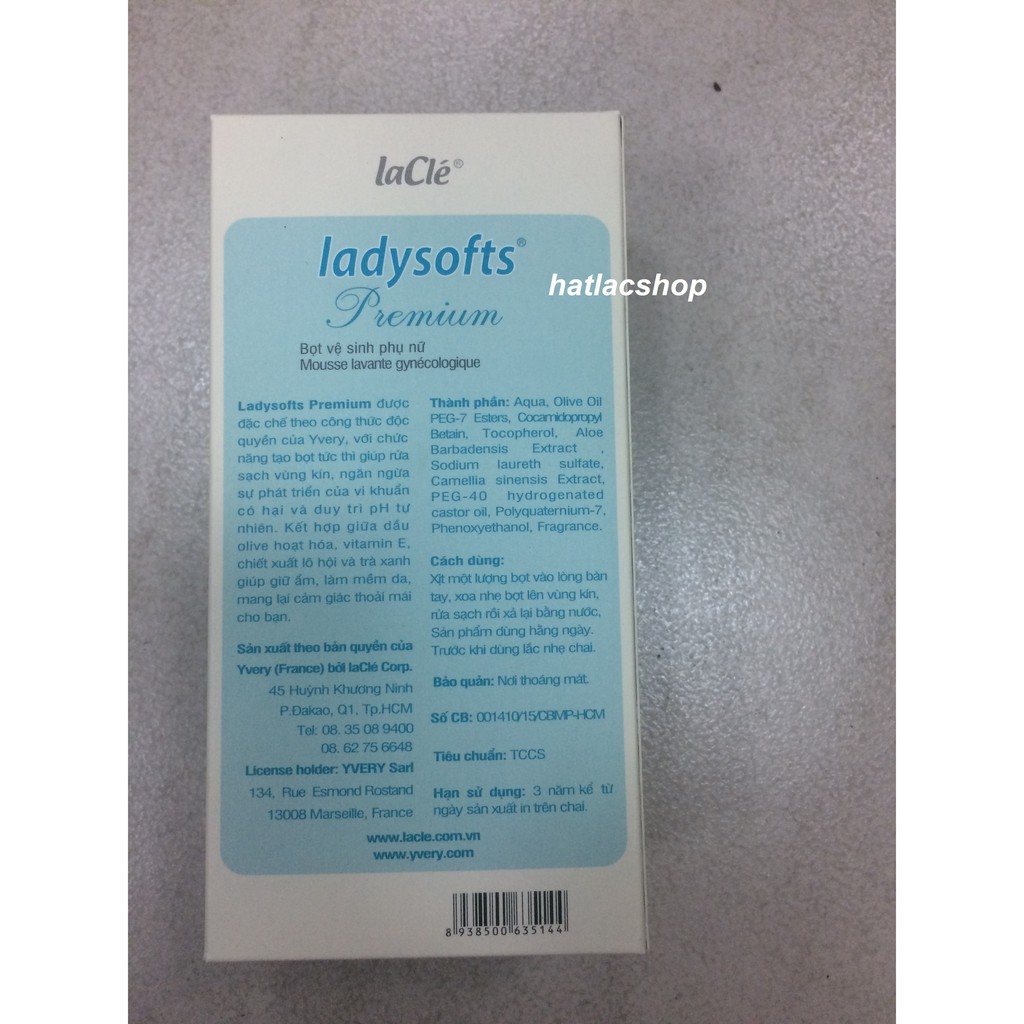 laClé®
ladysofts®
hatlacshop
Premium
Bọt vệ sinh phụ nữ
Mousse lavante gynécologique
Ladysofts Premium được
đặc chế theo công thức độc
quyền của Yvery, với chức
năng tạo bọt tức thì giúp rửa
sạch vùng kín, ngăn ngừa
sự phát triển của vi khuẩn
có hại và duy trì pH tự
nhiên. Kết hợp giữa dầu
olive hoạt hóa, vitamin E,
chiết xuất lô hội và trà xanh
giúp giữ ẩm, làm mềm da,
mang lại cảm giác thoải mái
cho bạn.
Sản xuất theo bản quyền của
Yvery (France) bởi laClé Corp.
45 Huỳnh Khương Ninh
P.Đakao, Q1, Tp.HCM
Tel: 08. 35 08 9400
08. 62 75 6648
License holder: YVERY Sarl
134, Rue Esmond Rostand
13008 Marseille, France
Thành phần: Aqua, Olive Oil
PEG-7 Esters, Cocamidopropyl
Betain, Tocopherol, Aloe
Barbadensis Extract ,
Sodium laureth sulfate,
Camellia sinensis Extract,
PEG-40 hydrogenated
castor oil, Polyquaternium-7,
Phenoxyethanol, Fragrance.
Cách dùng:
Xịt một lượng bọt vào lòng bàn
tay, xoa nhẹ bọt lên vùng kín,
rửa sạch rồi xả lại bằng nước,
Sản phẩm dùng hằng ngày.
Trước khi dùng lắc nhẹ chai.
Bảo quản: Nơi thoáng mát.
Số CB: 001410/15/CBMP-HCM
Tiêu chuẩn: TCCS
Hạn sử dụng: 3 năm kể từ
ngày sản xuất in trên chai.
www.lacle.com.vn
www.yvery.com
8 938500 635144